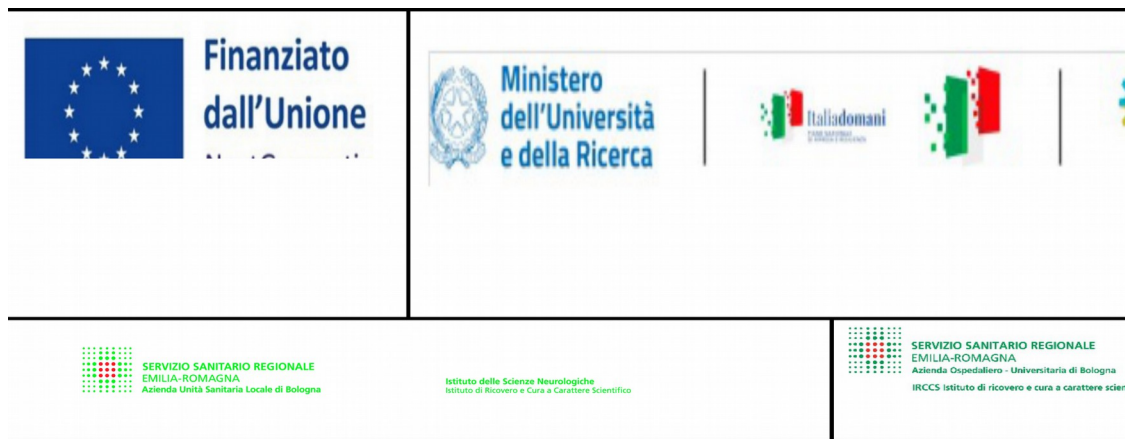 Finanziato
dall'Unione
Ministero
dell'Università
e della Ricerca
Italiadomani
SERVIZIO SANITARIO REGIONALE
EMILIA-ROMAGNA
Azienda Unità Sanitaria Locale di Bologna
Istituto delle Scienze Neurologiche
Istituto di Ricovero e Cura a Carattere Scientifico
SERVIZIO SANITARIO REGIONALE
EMILIA-ROMAGNA
Azienda Ospedaliero - Universitaria di Bologna
IRCCS Istituto di ricovero e cura a carattere scien